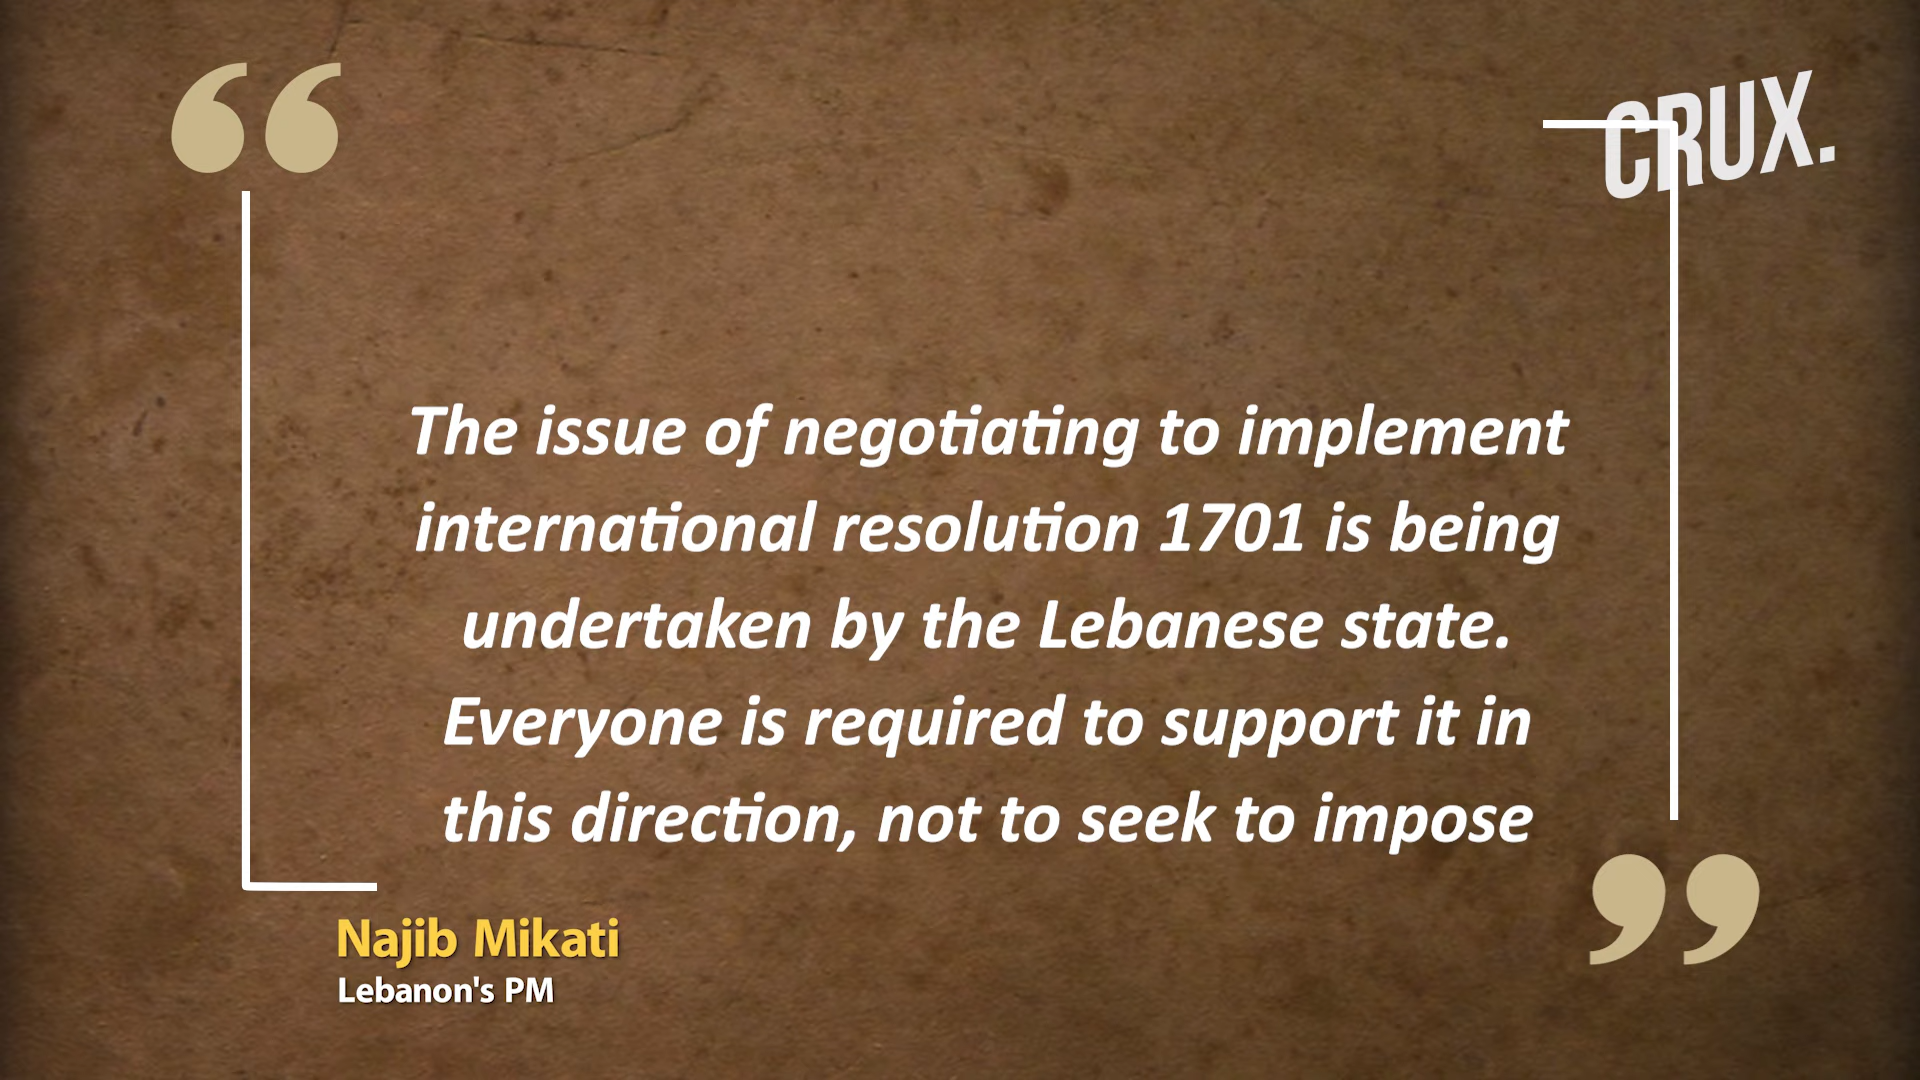 CRUX.
The issue of negotiating to implement
international resolution 1701 is being
undertaken by the Lebanese state.
Everyone is required to support it in
this direction, not to seek to impose
Najib Mikati
Lebanon's PM